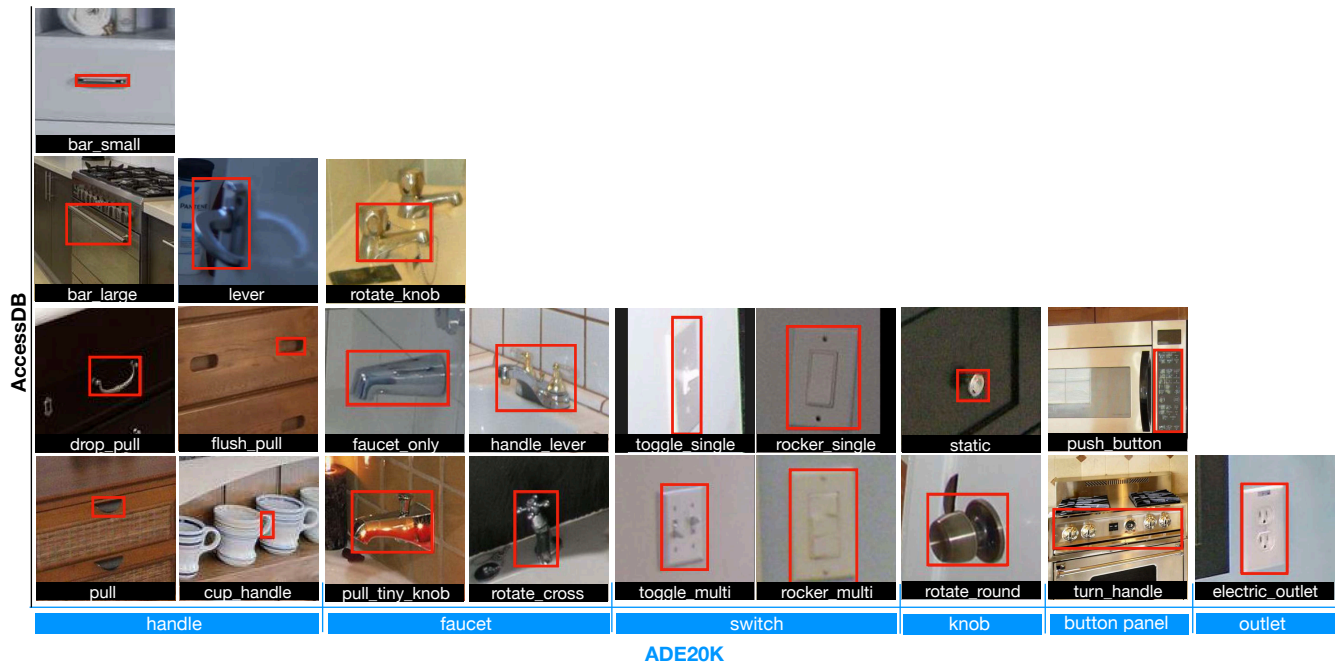 bar_small
bar_large
lever
rotate_knob
AccessDB
drop_pull
flush_pull
faucet_only
handle_lever
toggle_single
rocker_single
static
push_button
pull
cup_handle
pull_tiny_knob
rotate_cross
toggle_multi
rocker_multi
rotate_round
turn_handle
electric_outlet
handle
faucet
switch
knob
button panel
outlet
ADE20K